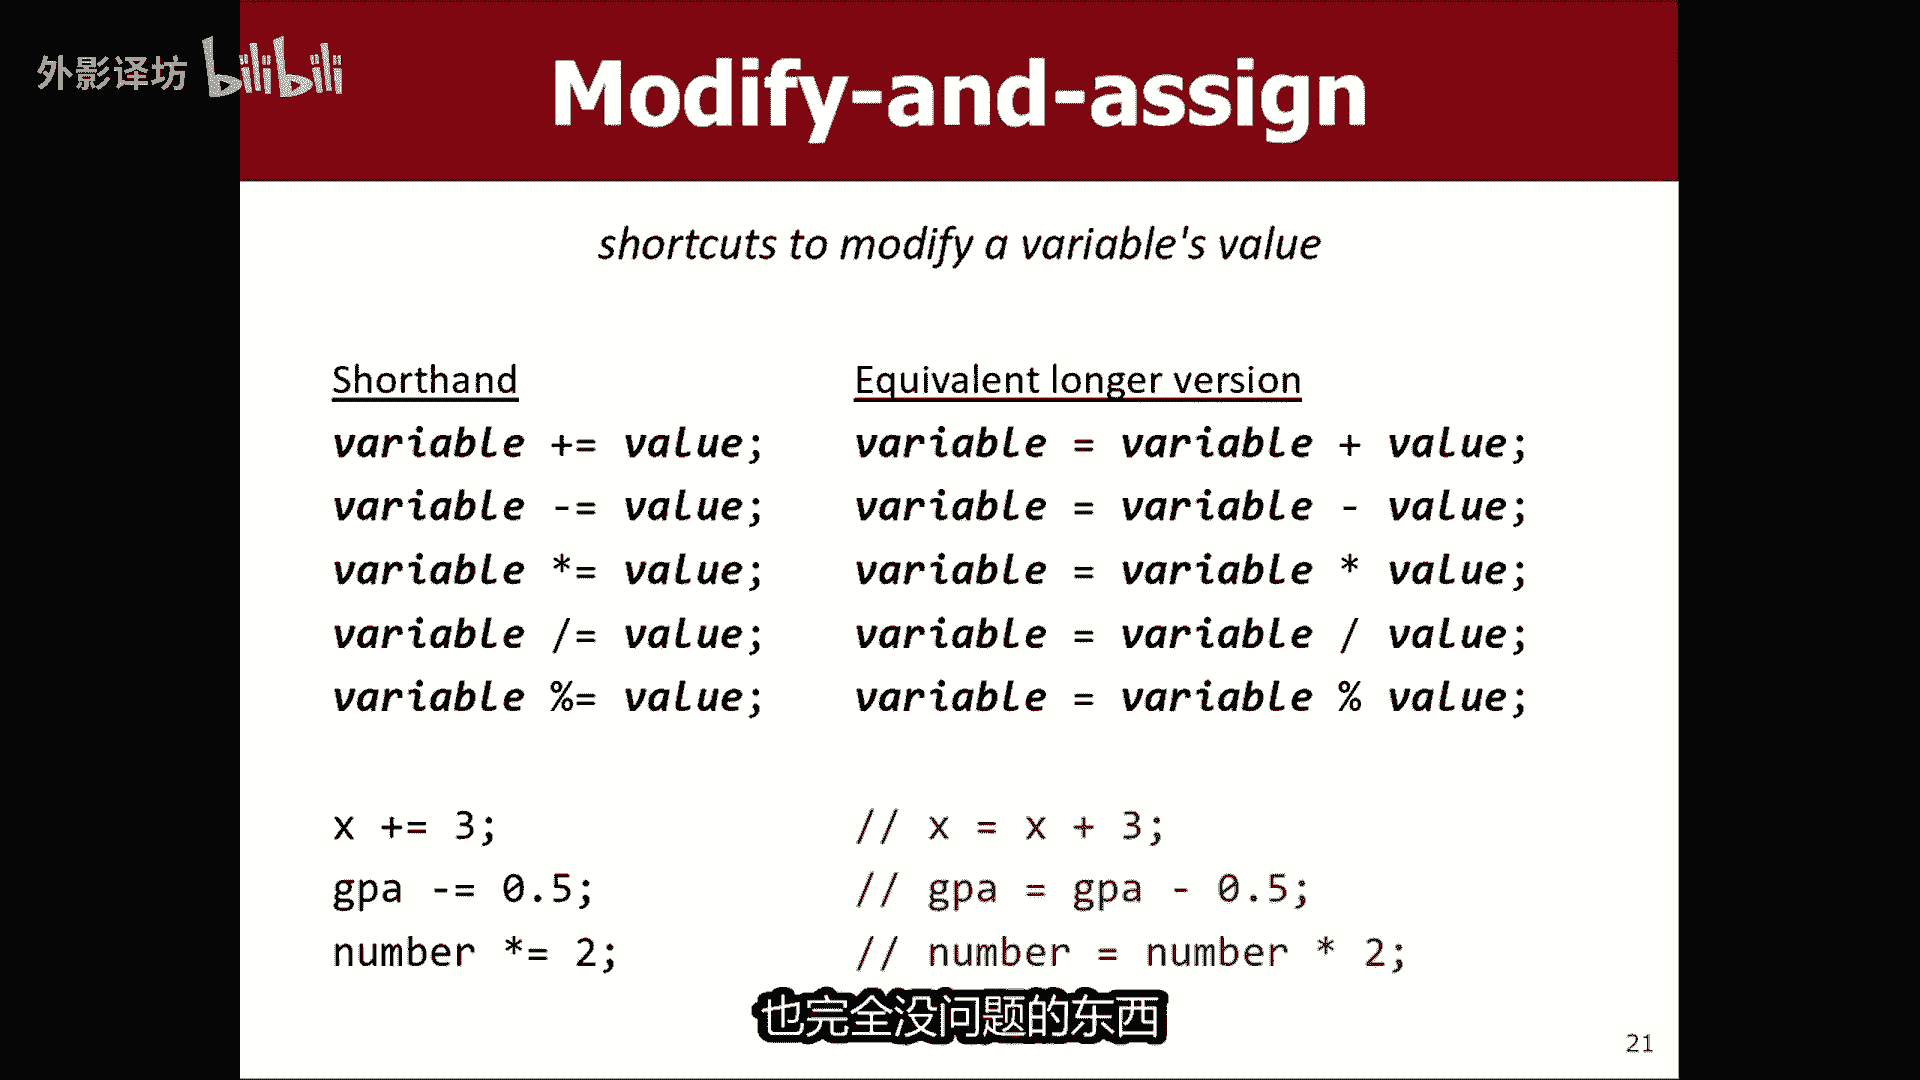 外影译坊 bilibili
Modify-and-assign
shortcuts to modify a variable's value
Shorthand Equivalent longer version
variable += value; variable = variable + value;
variable -= value; variable = variable - value;
variable *= value; variable = variable * value;
variable /= value; variable = variable / value;
variable %= value; variable = variable % value;
x += 3; // x = x + 3;
gpa -= 0.5; // gpa = gpa - 0.5;
number *= 2; // number = number * 2;
也完全没问题的东西
21